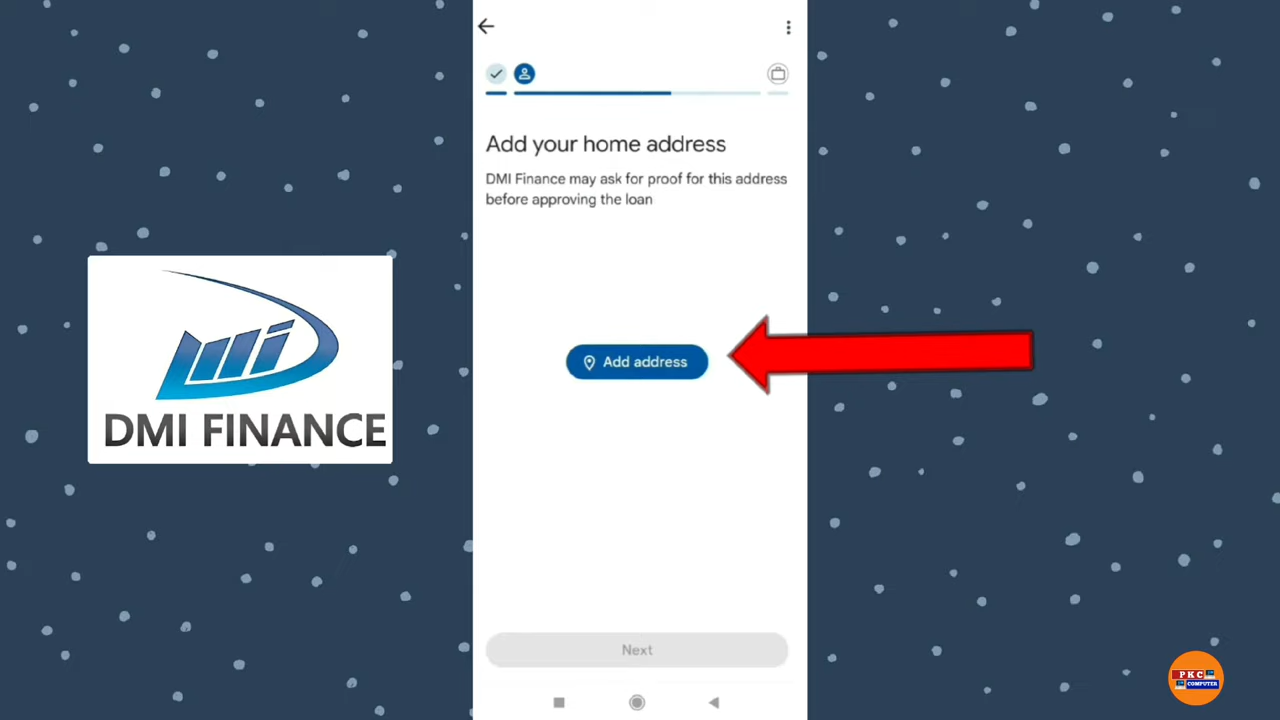 Add your home address
DMI Finance may ask for proof for this address
before approving the loan
Add address
DMI FINANCE
Next
PKC
COMPUTER